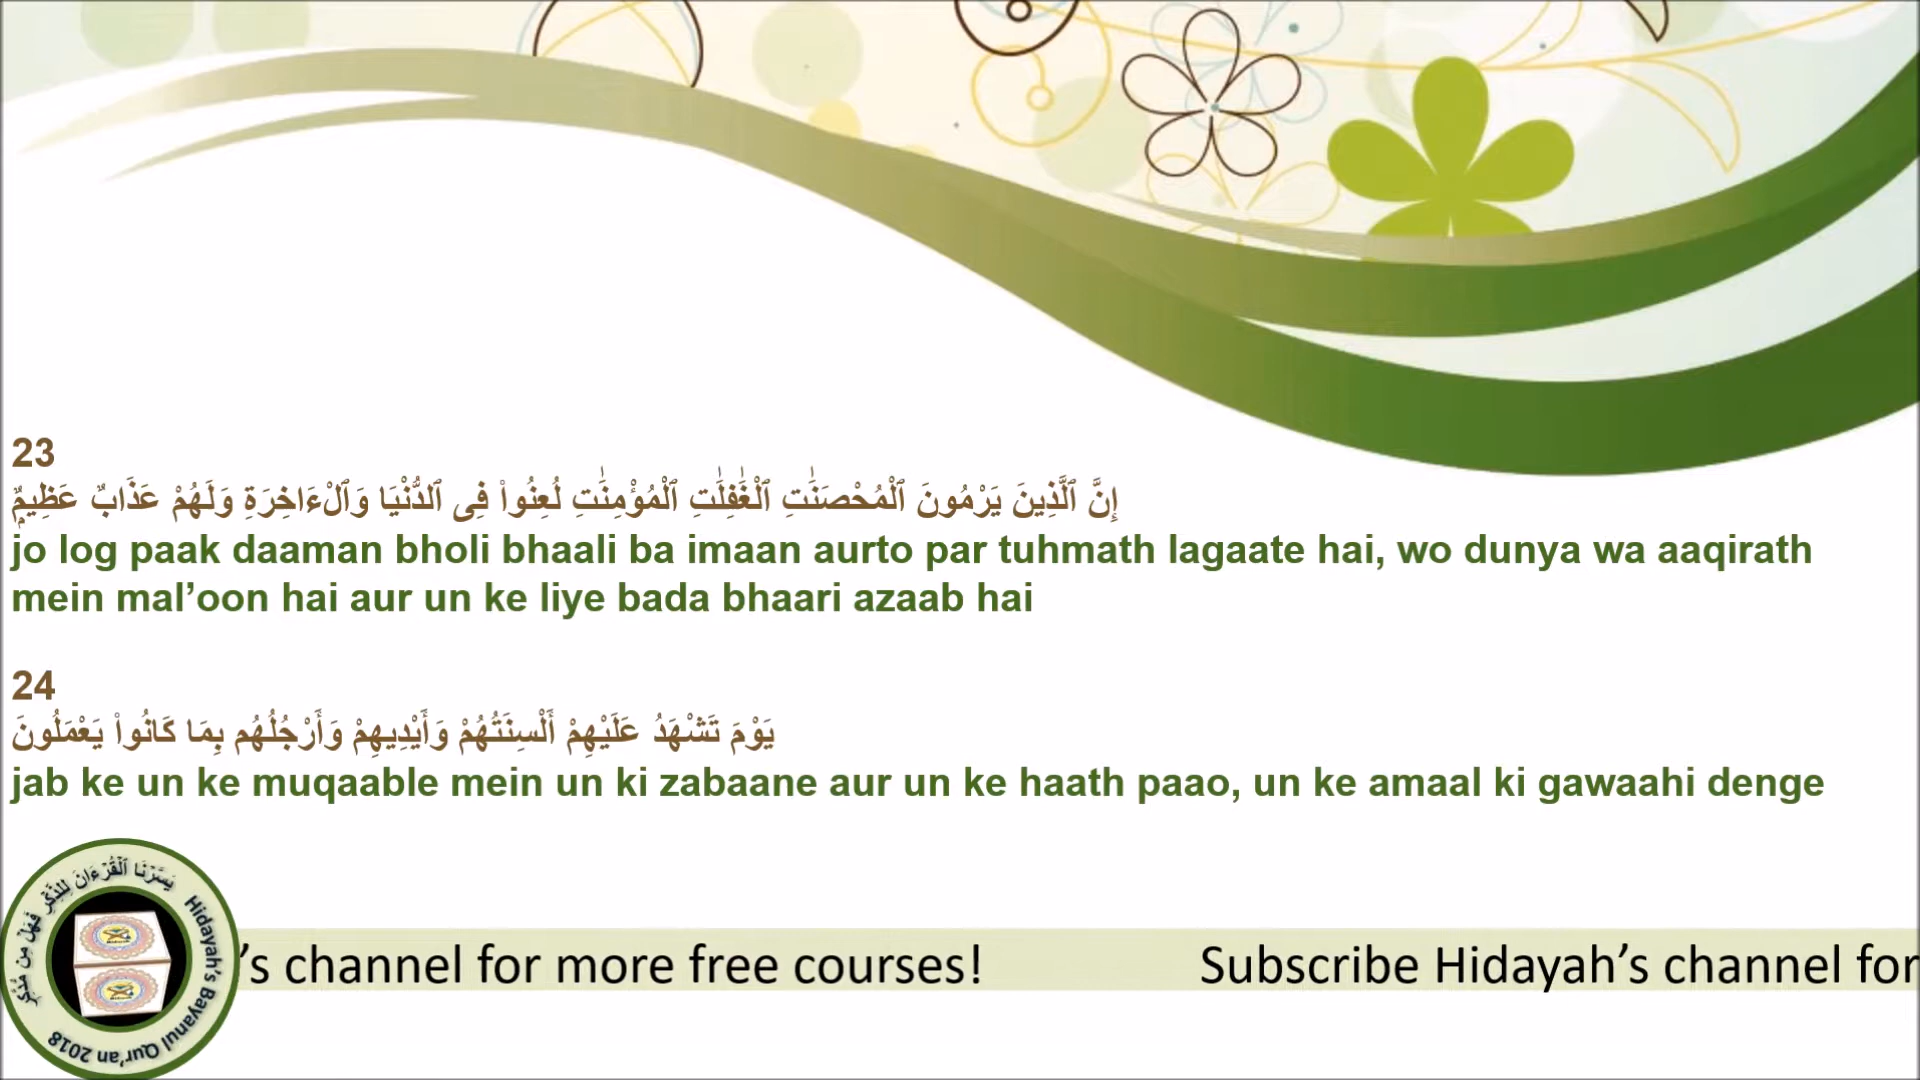 23
إِنَّ ٱلَّذِينَ يَرْمُونَ ٱلْمُحْصَنَٰتِ ٱلْغَٰفِلَٰتِ ٱلْمُؤْمِنَٰتِ لُعِنُوا۟ فِى ٱلدُّنْيَا وَٱلْءَاخِرَةِ وَلَهُمْ عَذَابٌ عَظِيمٌۭ
jo log paak daaman bholi bhaali ba imaan aurto par tuhmath lagaate hai, wo dunya wa aaqirath
mein mal’oon hai aur un ke liye bada bhaari azaab hai
24
يَوْمَ تَشْهَدُ عَلَيْهِمْ أَلْسِنَتُهُمْ وَأَيْدِيهِمْ وَأَرْجُلُهُم بِمَا كَانُوا۟ يَعْمَلُونَ
jab ke un ke muqaable mein un ki zabaane aur un ke haath paao, un ke amaal ki gawaahi denge
يَسَّرْنَا ٱلْقُرْءَانَ لِلذِّكْرِ فَهَلْ مِن مُّدَّكِرٍ
Hidayah’s Bayanul Qur’an 2018
’s channel for more free courses! Subscribe Hidayah’s channel for